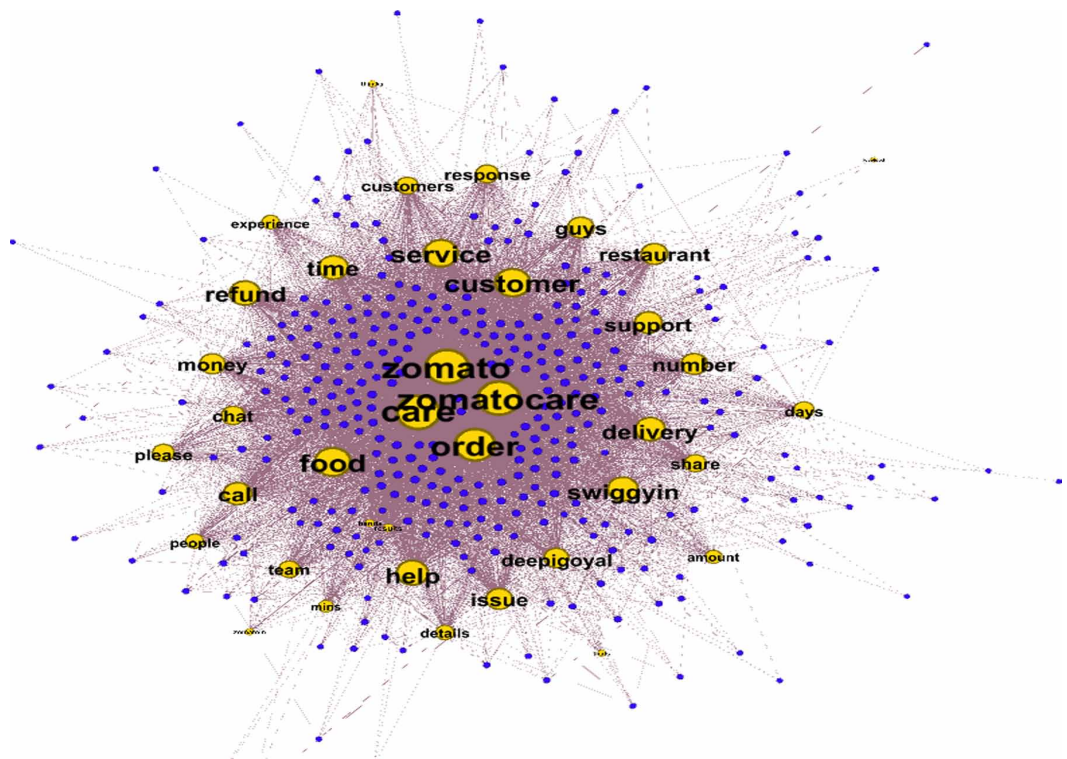 response
customers
experience
guys
service
restaurant
time
customer
refund
support
zomato
money
number
zomatocare
care
chat
days
delivery
order
please
food
share
call
swiggyin
results
people
deepigoyal
amount
team
help
issue
mins
details